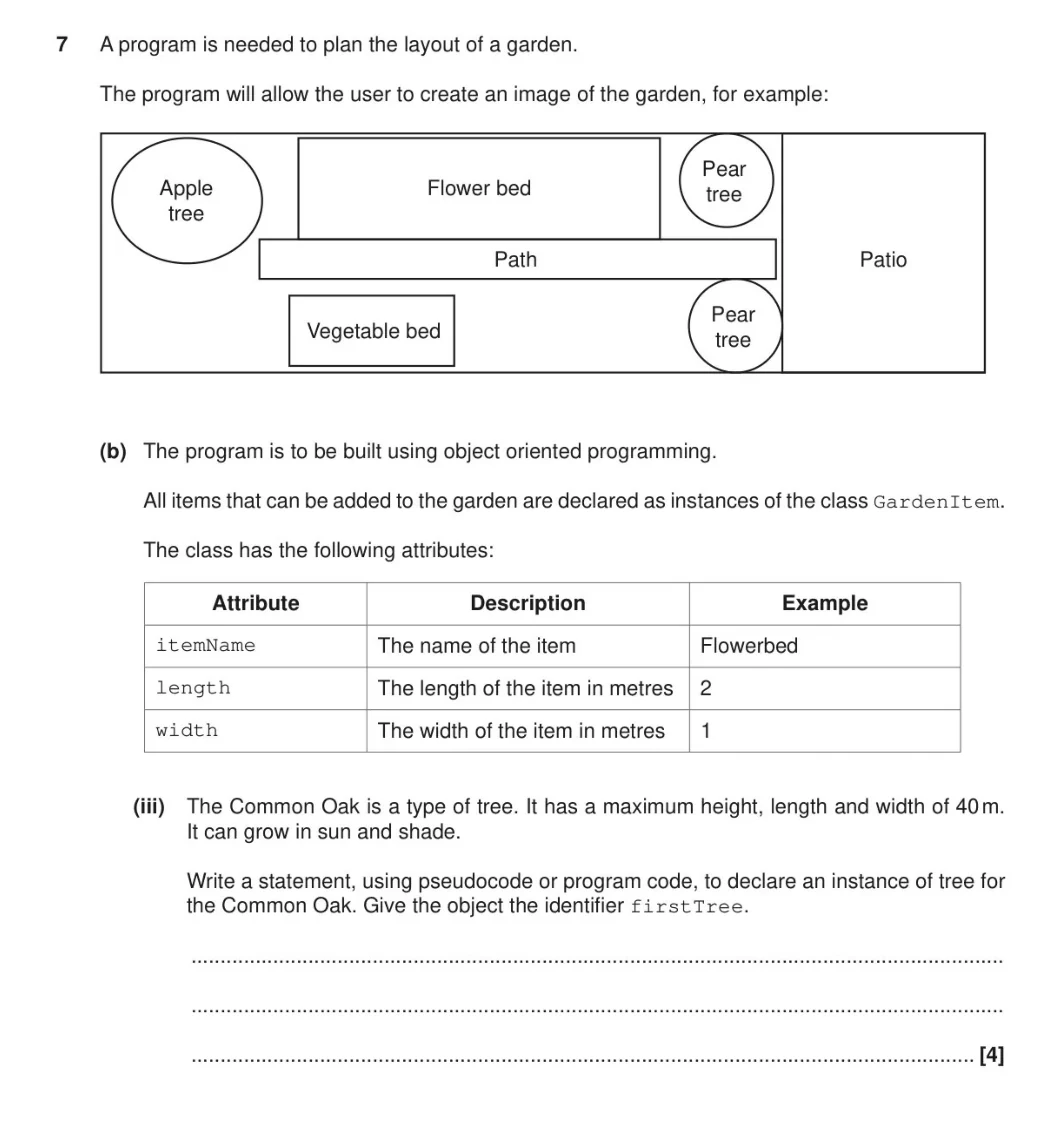 7 A program is needed to plan the layout of a garden.
The program will allow the user to create an image of the garden, for example:
Apple
tree
Flower bed
Pear
tree
Path
Patio
Vegetable bed
Pear
tree
(b) The program is to be built using object oriented programming.
All items that can be added to the garden are declared as instances of the class GardenItem.
The class has the following attributes:
Attribute Description Example
itemName The name of the item Flowerbed
length The length of the item in metres 2
width The width of the item in metres 1
(iii) The Common Oak is a type of tree. It has a maximum height, length and width of 40 m.
It can grow in sun and shade.
Write a statement, using pseudocode or program code, to declare an instance of tree for
the Common Oak. Give the object the identifier firstTree.
[4]